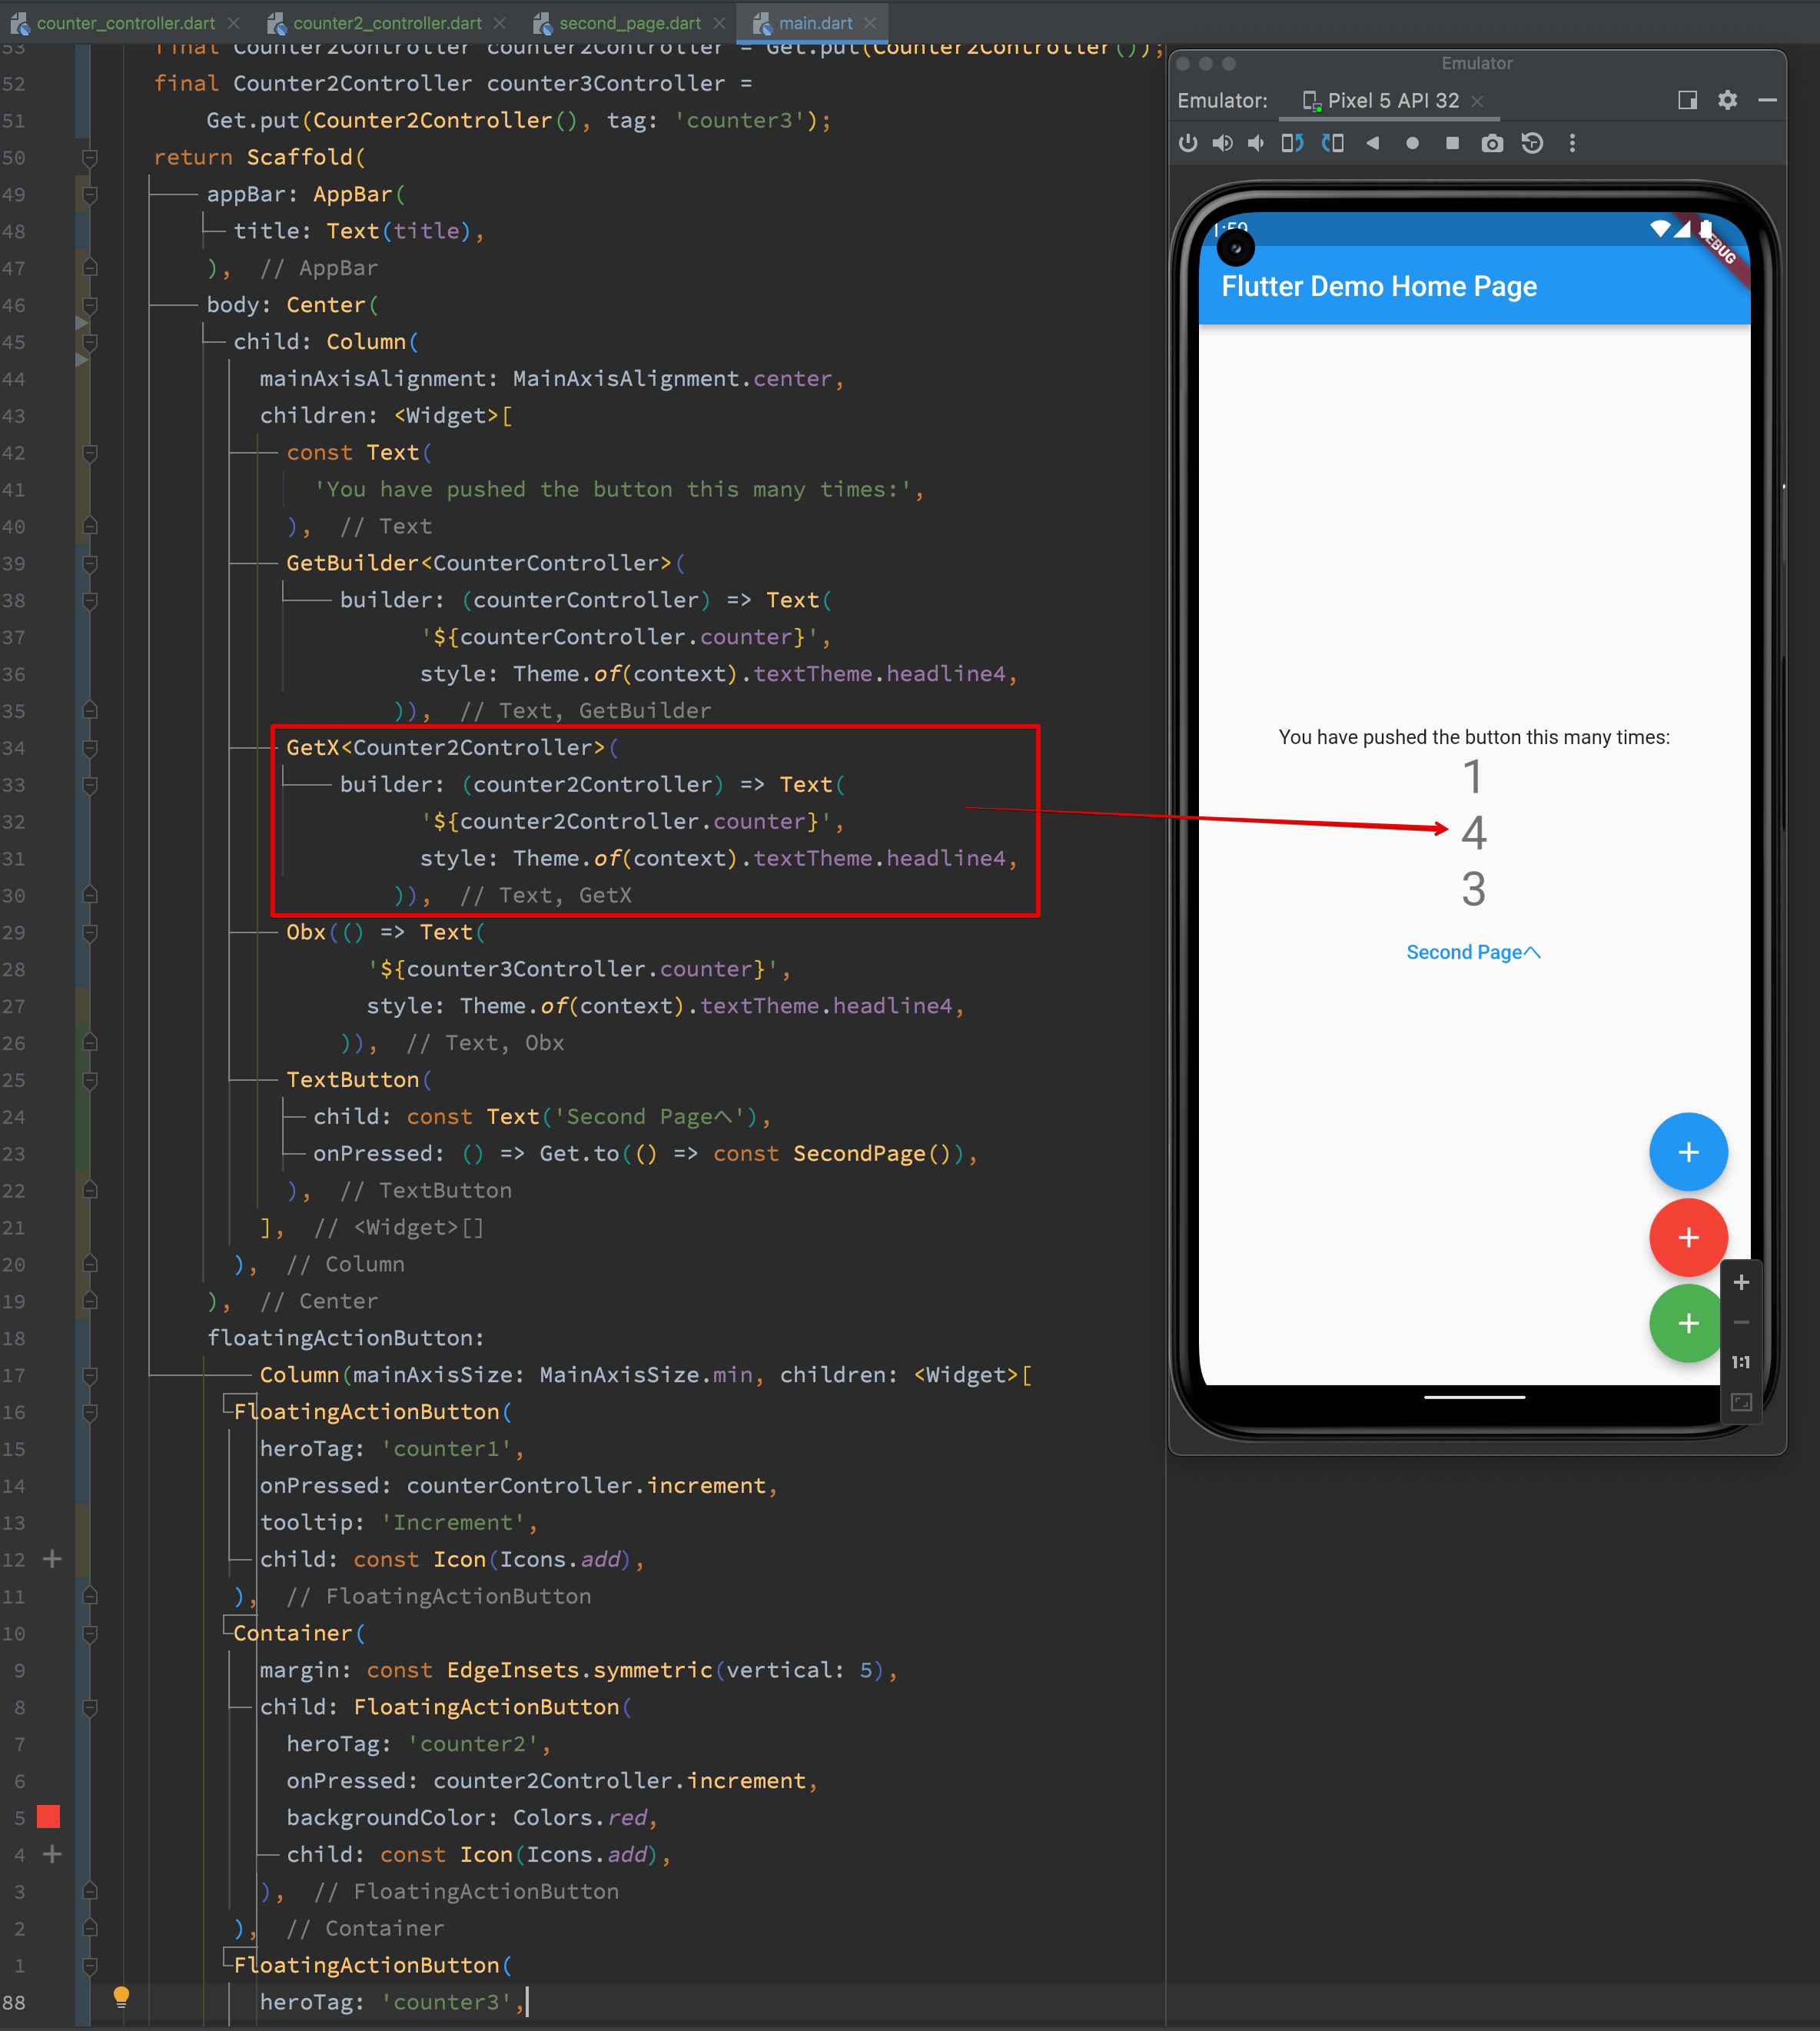 counter_controller.dart
counter2_controller.dart
second_page.dart
main.dart
53 final Counter2Controller counter2Controller = Get.put(Counter2Controller());
52 final Counter2Controller counter3Controller =
51 Get.put(Counter2Controller(), tag: 'counter3');
50 return Scaffold(
49 appBar: AppBar(
48 title: Text(title),
47 ), // AppBar
46 body: Center(
45 child: Column(
44 mainAxisAlignment: MainAxisAlignment.center,
43 children: <Widget>[
42 const Text(
41 'You have pushed the button this many times:',
40 ), // Text
39 GetBuilder<CounterController>(
38 builder: (counterController) => Text(
37 '${counterController.counter}',
36 style: Theme.of(context).textTheme.headline4,
35 )), // Text, GetBuilder
34 GetX<Counter2Controller>(
33 builder: (counter2Controller) => Text(
32 '${counter2Controller.counter}',
31 style: Theme.of(context).textTheme.headline4,
30 )), // Text, GetX
29 Obx(() => Text(
28 '${counter3Controller.counter}',
27 style: Theme.of(context).textTheme.headline4,
26 )), // Text, Obx
25 TextButton(
24 child: const Text('Second Pageへ'),
23 onPressed: () => Get.to(() => const SecondPage()),
22 ), // TextButton
21 ], // <Widget>[]
20 ), // Column
19 ), // Center
18 floatingActionButton:
17 Column(mainAxisSize: MainAxisSize.min, children: <Widget>[
16 FloatingActionButton(
15 heroTag: 'counter1',
14 onPressed: counterController.increment,
13 tooltip: 'Increment',
12 child: const Icon(Icons.add),
11 ), // FloatingActionButton
10 Container(
9 margin: const EdgeInsets.symmetric(vertical: 5),
8 child: FloatingActionButton(
7 heroTag: 'counter2',
6 onPressed: counter2Controller.increment,
5 backgroundColor: Colors.red,
4 child: const Icon(Icons.add),
3 ), // FloatingActionButton
2 ), // Container
1 FloatingActionButton(
88 heroTag: 'counter3',
Emulator
Emulator: Pixel 5 API 32
Flutter Demo Home Page
You have pushed the button this many times:
1
4
3
Second Pageへ
1:1